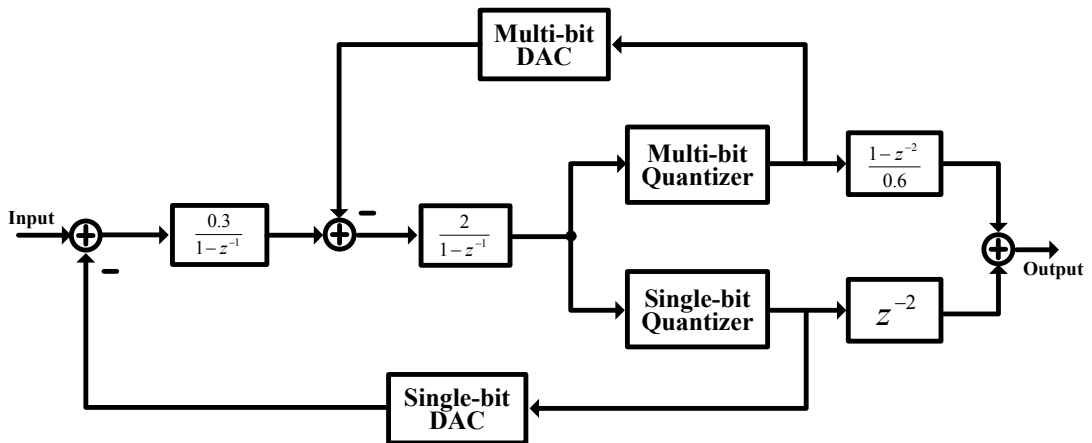 Multi-bit
DAC
Multi-bit
Quantizer
1-z^{-2}
0.6
Input
0.3
1-z^{-1}
2
1-z^{-1}
Output
Single-bit
Quantizer
z^{-2}
Single-bit
DAC